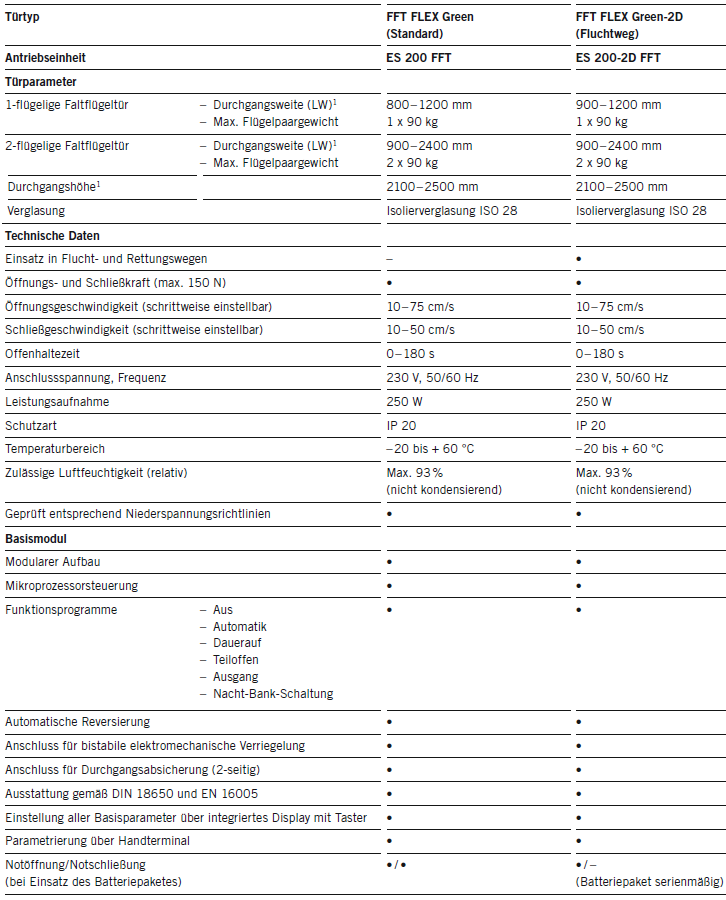 Türtyp FFT FLEX Green FFT FLEX Green-2D
(Standard) (Fluchtweg)
Antriebseinheit ES 200 FFT ES 200-2D FFT
Türparameter
1-flügelige Faltflügeltür – Durchgangsweite (LW)¹ 800–1200 mm 900–1200 mm
– Max. Flügelpaargewicht 1 x 90 kg 1 x 90 kg
2-flügelige Faltflügeltür – Durchgangsweite (LW)¹ 900–2400 mm 900–2400 mm
– Max. Flügelpaargewicht 2 x 90 kg 2 x 90 kg
Durchgangshöhe¹ 2100–2500 mm 2100–2500 mm
Verglasung Isolierverglasung ISO 28 Isolierverglasung ISO 28
Technische Daten
Einsatz in Flucht- und Rettungswegen – •
Öffnungs- und Schließkraft (max. 150 N) • •
Öffnungsgeschwindigkeit (schrittweise einstellbar) 10–75 cm/s 10–75 cm/s
Schließgeschwindigkeit (schrittweise einstellbar) 10–50 cm/s 10–50 cm/s
Offenhaltezeit 0–180 s 0–180 s
Anschlussspannung, Frequenz 230 V, 50/60 Hz 230 V, 50/60 Hz
Leistungsaufnahme 250 W 250 W
Schutzart IP 20 IP 20
Temperaturbereich –20 bis + 60 °C –20 bis + 60 °C
Zulässige Luftfeuchtigkeit (relativ) Max. 93 % Max. 93 %
(nicht kondensierend) (nicht kondensierend)
Geprüft entsprechend Niederspannungsrichtlinien • •
Basismodul
Modularer Aufbau • •
Mikroprozessorsteuerung • •
Funktionsprogramme – Aus • •
– Automatik
– Dauerauf
– Teiloffen
– Ausgang
– Nacht-Bank-Schaltung
Automatische Reversierung • •
Anschluss für bistabile elektromechanische Verriegelung • •
Anschluss für Durchgangsabsicherung (2-seitig) • •
Ausstattung gemäß DIN 18650 und EN 16005 • •
Einstellung aller Basisparameter über integriertes Display mit Taster • •
Parametrierung über Handterminal • •
Notöffnung/Notschließung •/• •/–
(bei Einsatz des Batteriepaketes) (Batteriepaket serienmäßig)